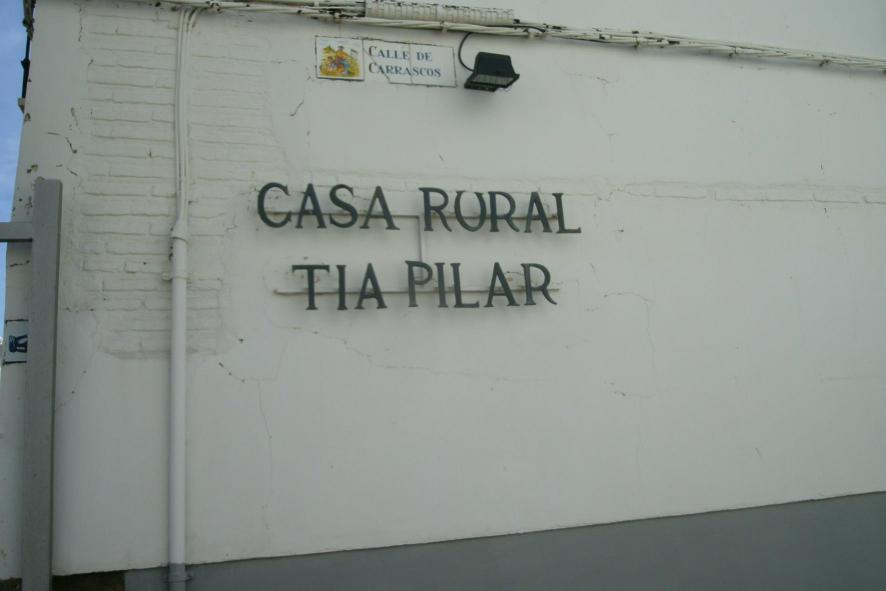 CALLE DE
CARRASCOS
CASA RURAL
TIA PILAR